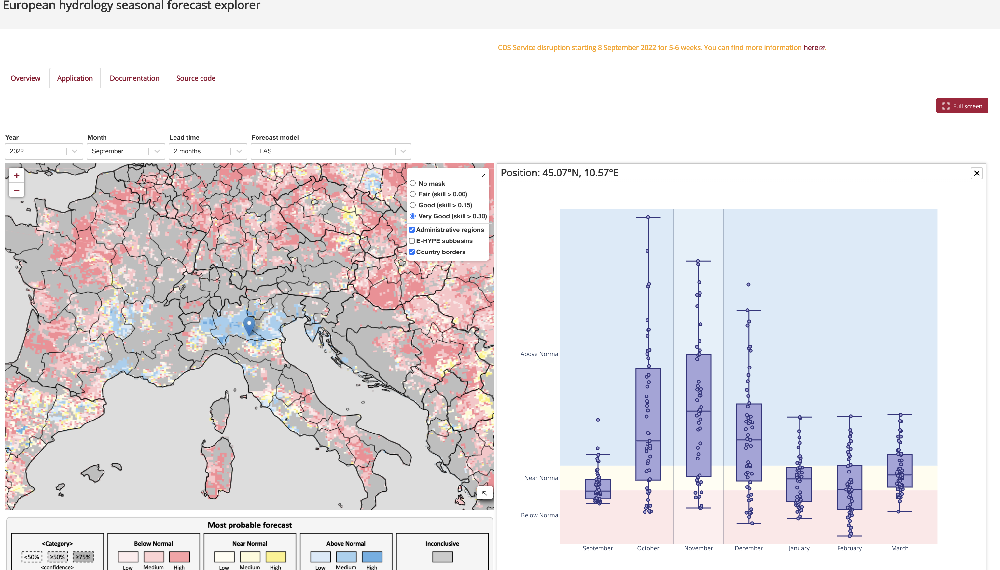 European hydrology seasonal forecast explorer
CDS Service disruption starting 8 September 2022 for 5-6 weeks. You can find more information here.
Overview
Application
Documentation
Source code
Full screen
Year
Month
Lead time
Forecast model
2022
September
2 months
EFAS
+
−
No mask
Fair (skill > 0.00)
Good (skill > 0.15)
Very Good (skill > 0.30)
Administrative regions
E-HYPE subbasins
Country borders
Position: 45.07°N, 10.57°E
Above Normal
Near Normal
Below Normal
September
October
November
December
January
February
March
Most probable forecast
<Category>
<50%
≥50%
≥75%
<confidence>
Below Normal
Low
Medium
High
Near Normal
Low
Medium
High
Above Normal
Low
Medium
High
Inconclusive